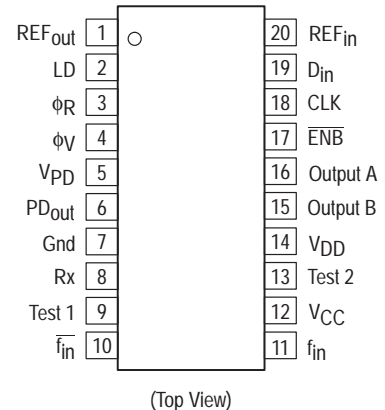 REFout 1
LD 2
ϕR 3
ϕV 4
VPD 5
PDout 6
Gnd 7
Rx 8
Test 1 9
f̅i̅n̅ 10
20 REFin
19 Din
18 CLK
17 E̅N̅B̅
16 Output A
15 Output B
14 VDD
13 Test 2
12 VCC
11 fin
(Top View)